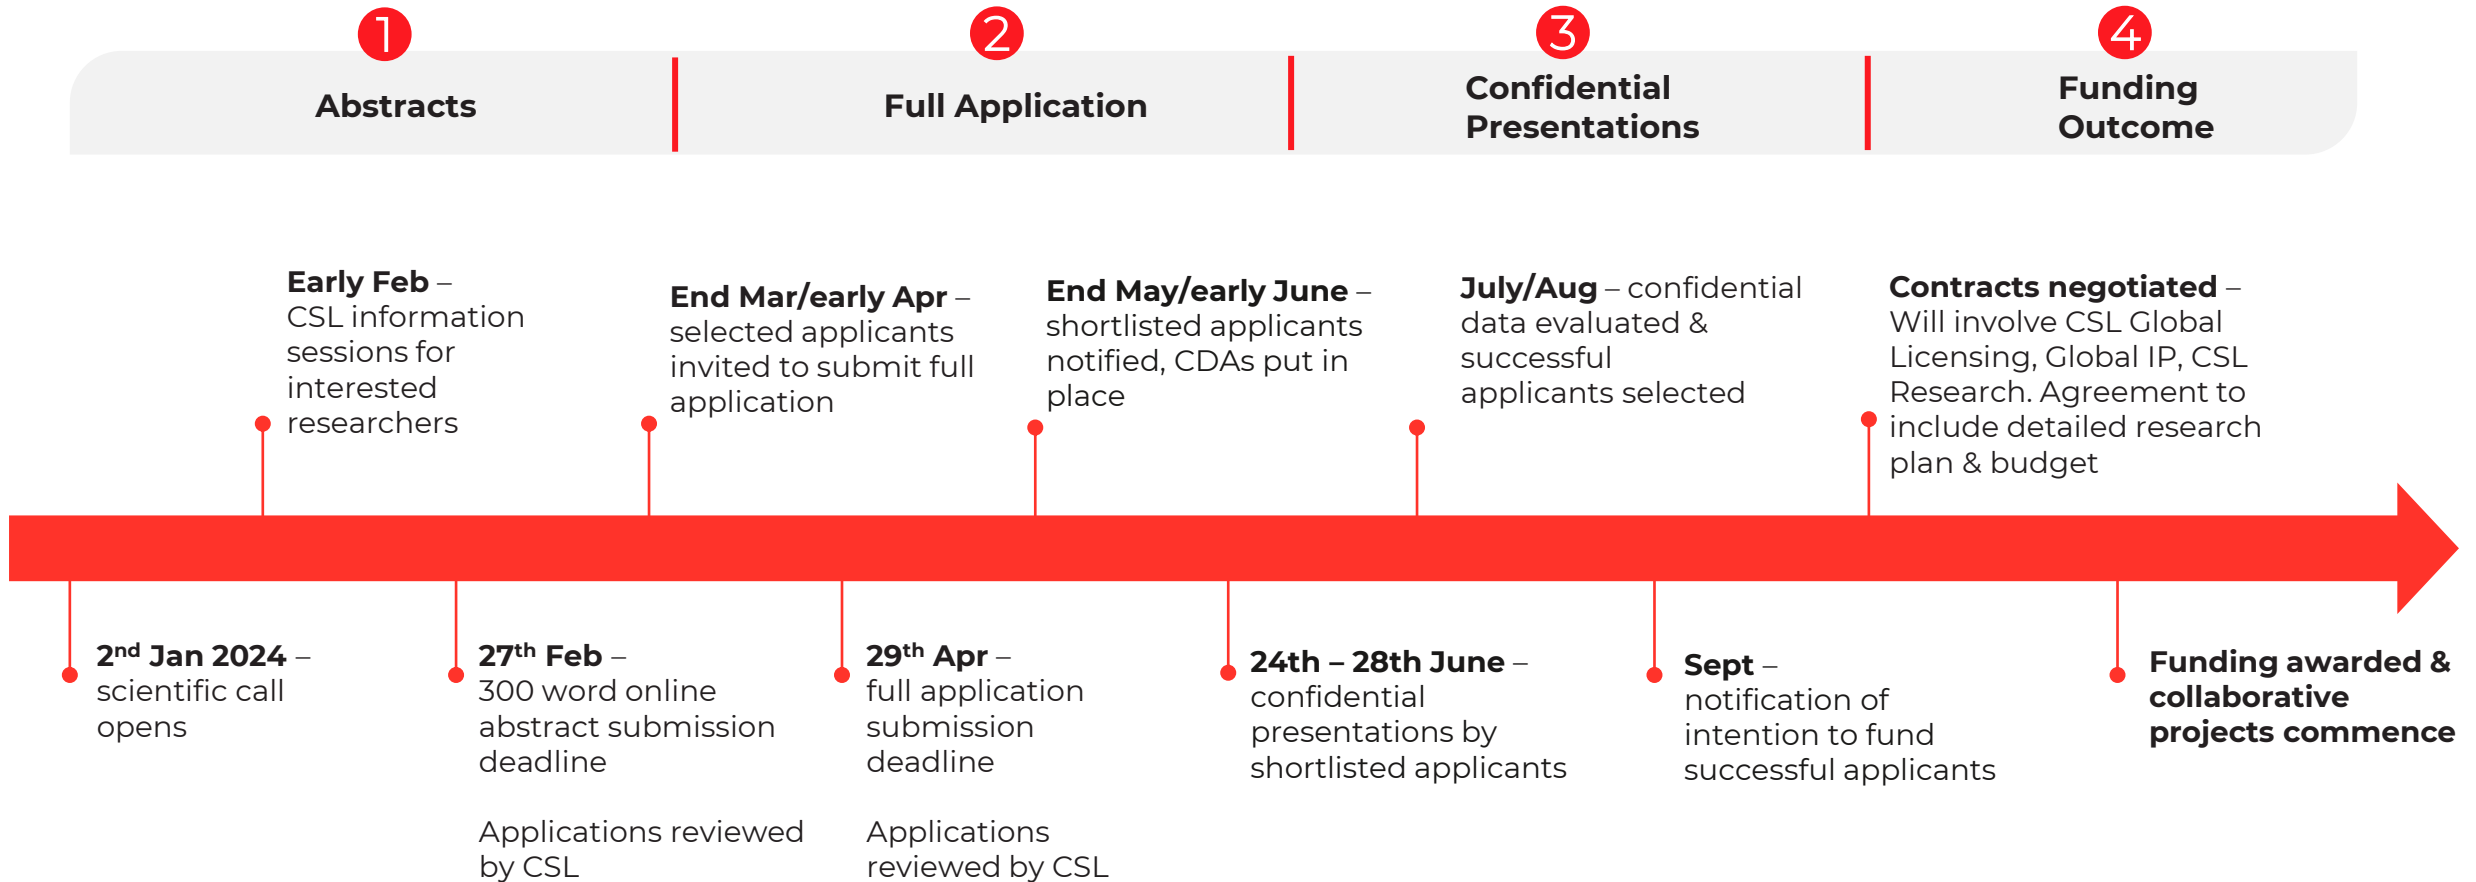 1
Abstracts
2
Full Application
3
Confidential
Presentations
4
Funding
Outcome
Early Feb –
CSL information
sessions for
interested
researchers
End Mar/early Apr –
selected applicants
invited to submit full
application
End May/early June –
shortlisted applicants
notified, CDAs put in
place
July/Aug – confidential
data evaluated &
successful
applicants selected
Contracts negotiated –
Will involve CSL Global
Licensing, Global IP, CSL
Research. Agreement to
include detailed research
plan & budget
2nd Jan 2024 –
scientific call
opens
27th Feb –
300 word online
abstract submission
deadline
Applications reviewed
by CSL
29th Apr –
full application
submission
deadline
Applications
reviewed by CSL
24th – 28th June –
confidential
presentations by
shortlisted applicants
Sept –
notification of
intention to fund
successful applicants
Funding awarded &
collaborative
projects commence